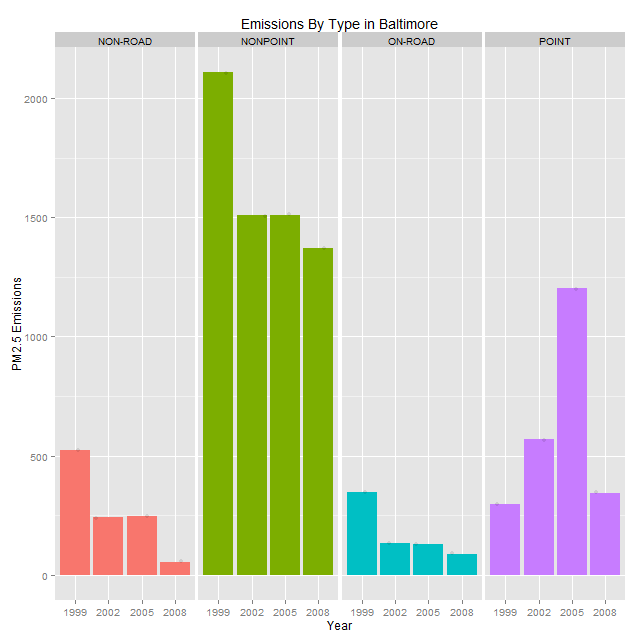 Emissions By Type in Baltimore
NON-ROAD NONPOINT ON-ROAD POINT
PM2.5 Emissions
2000
1500
1000
500
0
1999 2002 2005 2008 1999 2002 2005 2008 1999 2002 2005 2008 1999 2002 2005 2008
Year